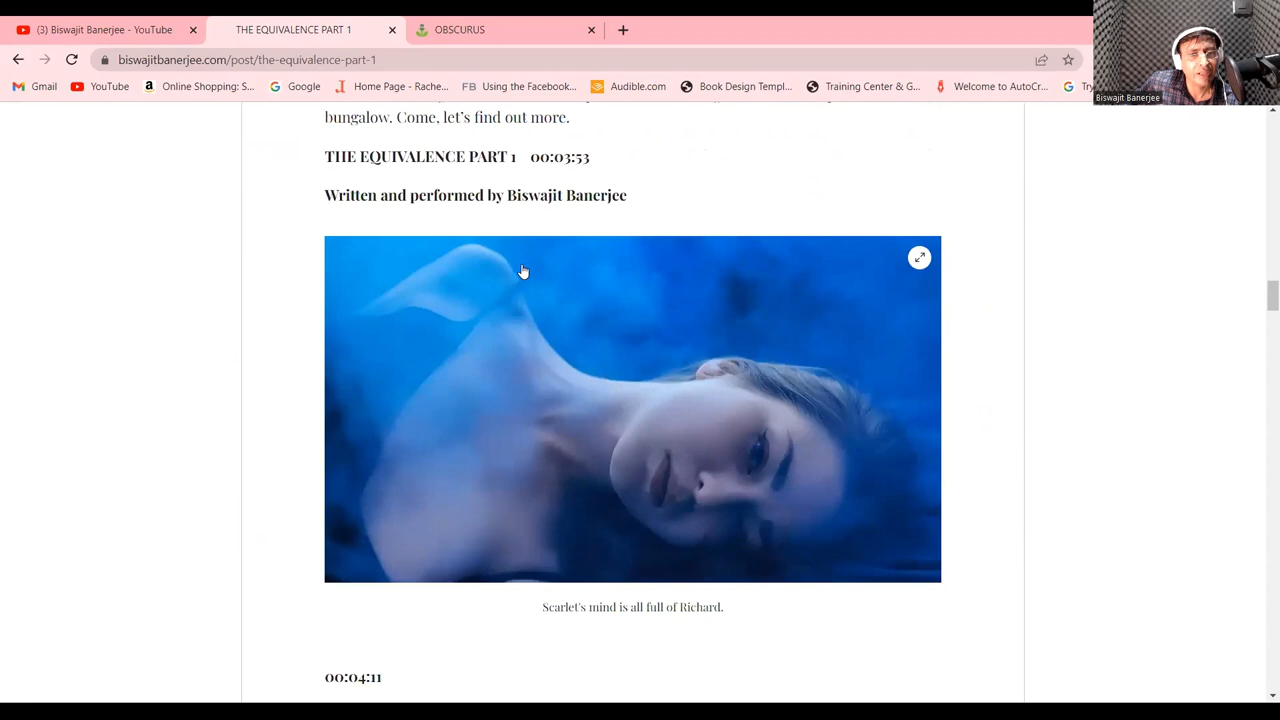 (3) Biswajit Banerjee - YouTube
THE EQUIVALENCE PART 1
OBSCURUS
biswajitbanerjee.com/post/the-equivalence-part-1
Gmail
YouTube
Online Shopping: S...
Google
Home Page - Rache...
FB Using the Facebook...
Audible.com
Book Design Templ...
Training Center & G...
Welcome to AutoCr...
Biswajit Banerjee
bungalow. Come, let's find out more.
THE EQUIVALENCE PART 1 00:03:53
Written and performed by Biswajit Banerjee
Scarlet's mind is all full of Richard.
00:04:11